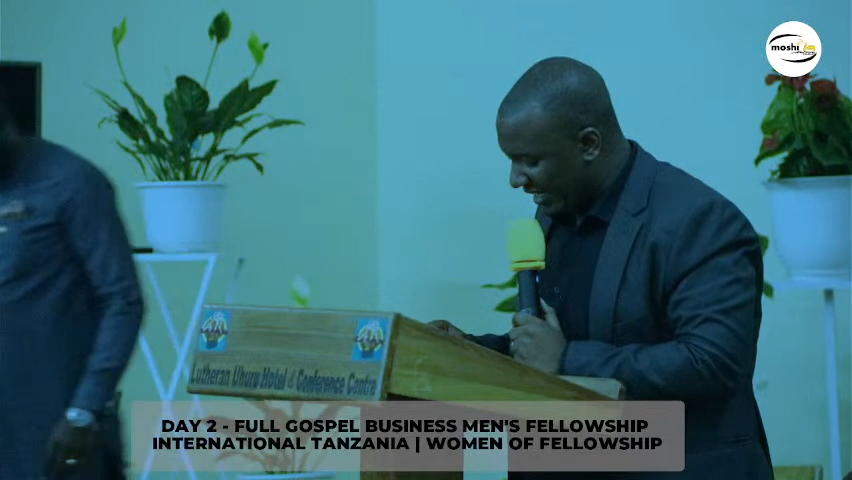 moshi
Lutheran Uhuru Hotel & Conference Centre
DAY 2 - FULL GOSPEL BUSINESS MEN'S FELLOWSHIP
INTERNATIONAL TANZANIA | WOMEN OF FELLOWSHIP